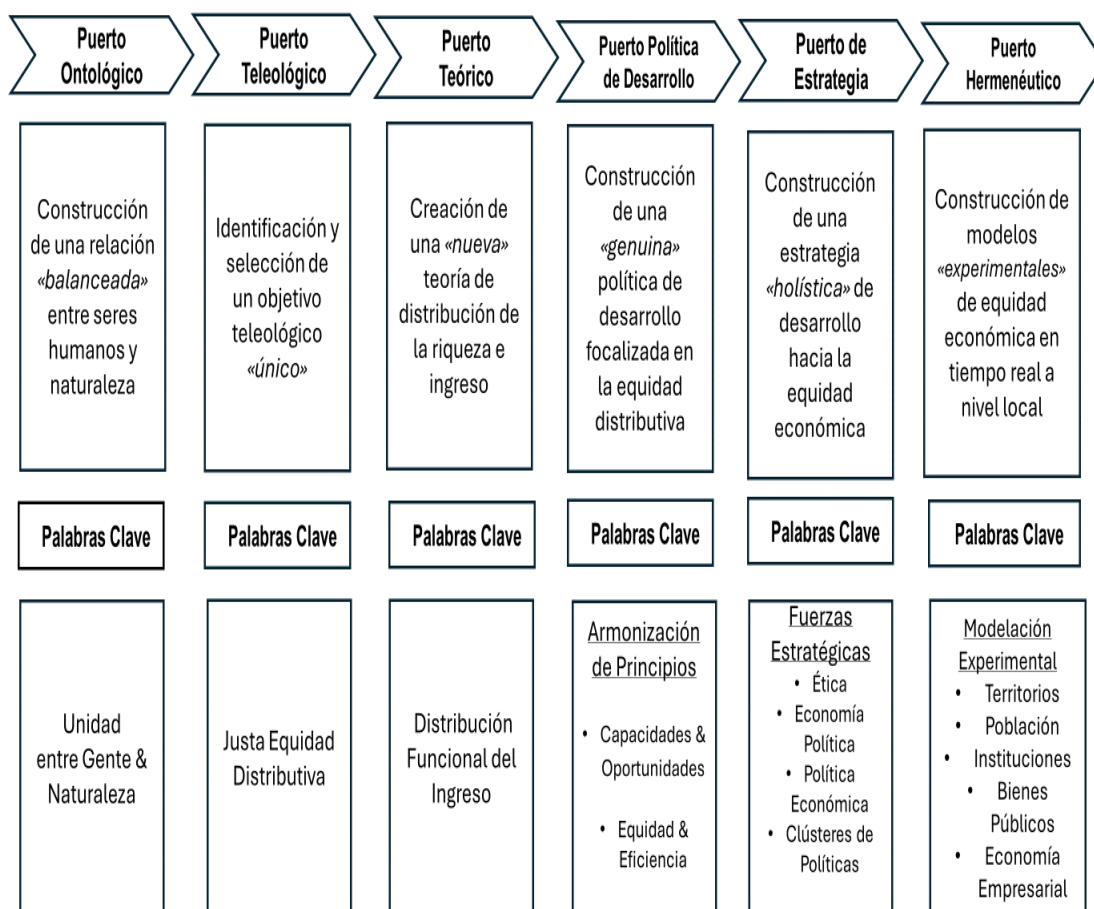 Puerto
Ontológico
Puerto
Teleológico
Puerto
Teórico
Puerto Política
de Desarrollo
Puerto de
Estrategia
Puerto
Hermenéutico
Construcción
de una relación
«balanceada»
entre seres
humanos y
naturaleza
Identificación y
selección de
un objetivo
teleológico
«único»
Creación de
una «nueva»
teoría de
distribución de
la riqueza e
ingreso
Construcción
de una
«genuina»
política de
desarrollo
focalizada en
la equidad
distributiva
Construcción
de una
estrategia
«holística» de
desarrollo
hacia la
equidad
económica
Construcción de
modelos
«experimentales»
de equidad
económica en
tiempo real a
nivel local
Palabras Clave
Palabras Clave
Palabras Clave
Palabras Clave
Palabras Clave
Palabras Clave
Unidad
entre Gente &
Naturaleza
Justa Equidad
Distributiva
Distribución
Funcional del
Ingreso
Armonización
de Principios
• Capacidades &
Oportunidades
• Equidad &
Eficiencia
Fuerzas
Estratégicas
• Ética
• Economía
Política
• Política
Económica
• Clústeres de
Políticas
Modelación
Experimental
• Territorios
• Población
• Instituciones
• Bienes
Públicos
• Economía
Empresarial